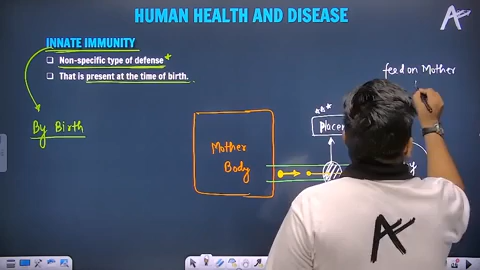 HUMAN HEALTH AND DISEASE
INNATE IMMUNITY
Non-specific type of defense
That is present at the time of birth.
By Birth
feed on Mother
Mother
Body